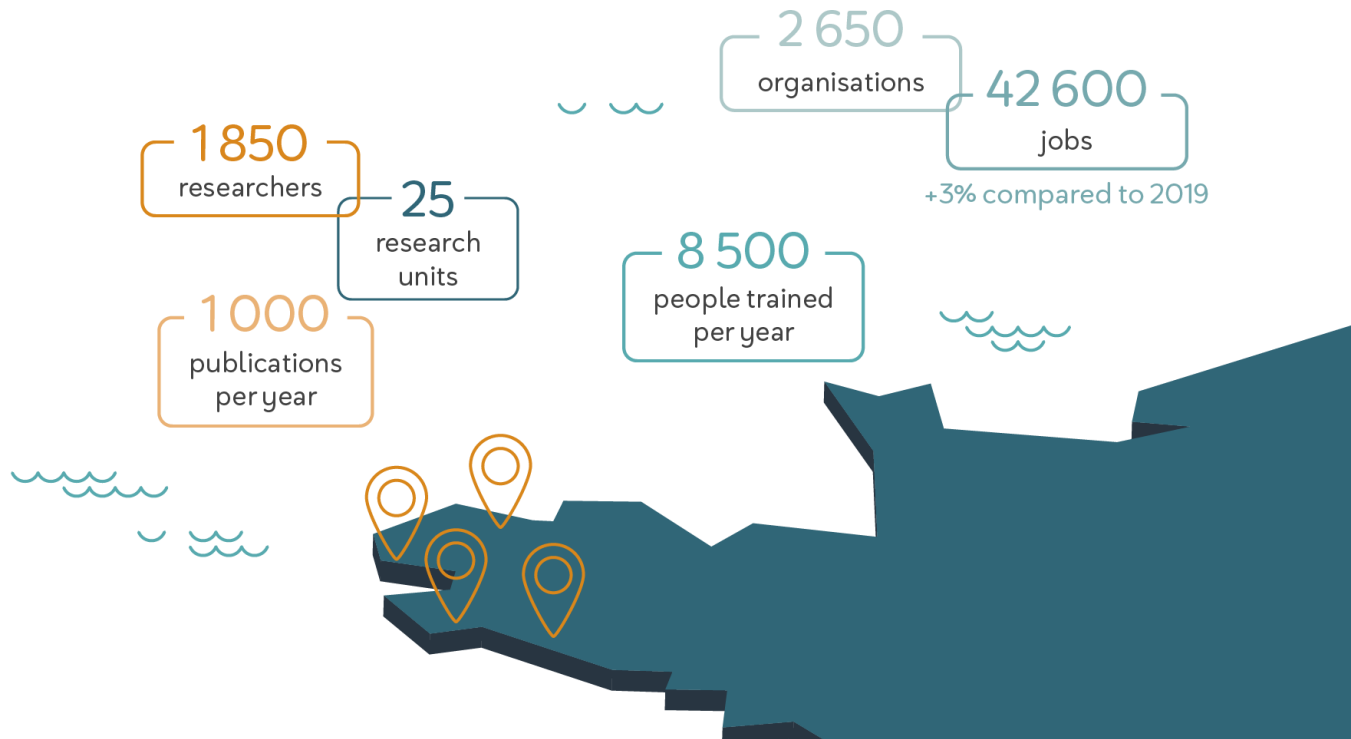 2 650
organisations
42 600
jobs
+3% compared to 2019
1 850
researchers
25
research
units
8 500
people trained
per year
1 000
publications
per year